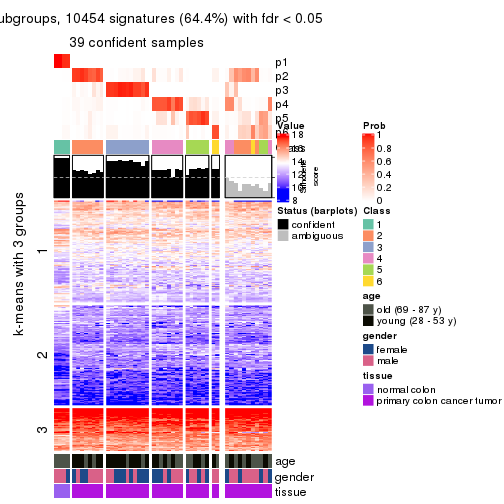 ubgroups, 10454 signatures (64.4%) with fdr < 0.05
39 confident samples
p1
p2
p3
p4
p5
p6
Value
18
16
14
12
10
8
Prob
1
0.8
0.6
0.4
0.2
0
score
Status (barplots)
confident
ambiguous
Class
1
2
3
4
5
6
age
old (69 - 87 y)
young (28 - 53 y)
gender
female
male
tissue
normal colon
primary colon cancer tumor
k-means with 3 groups
1
2
3
age
gender
tissue